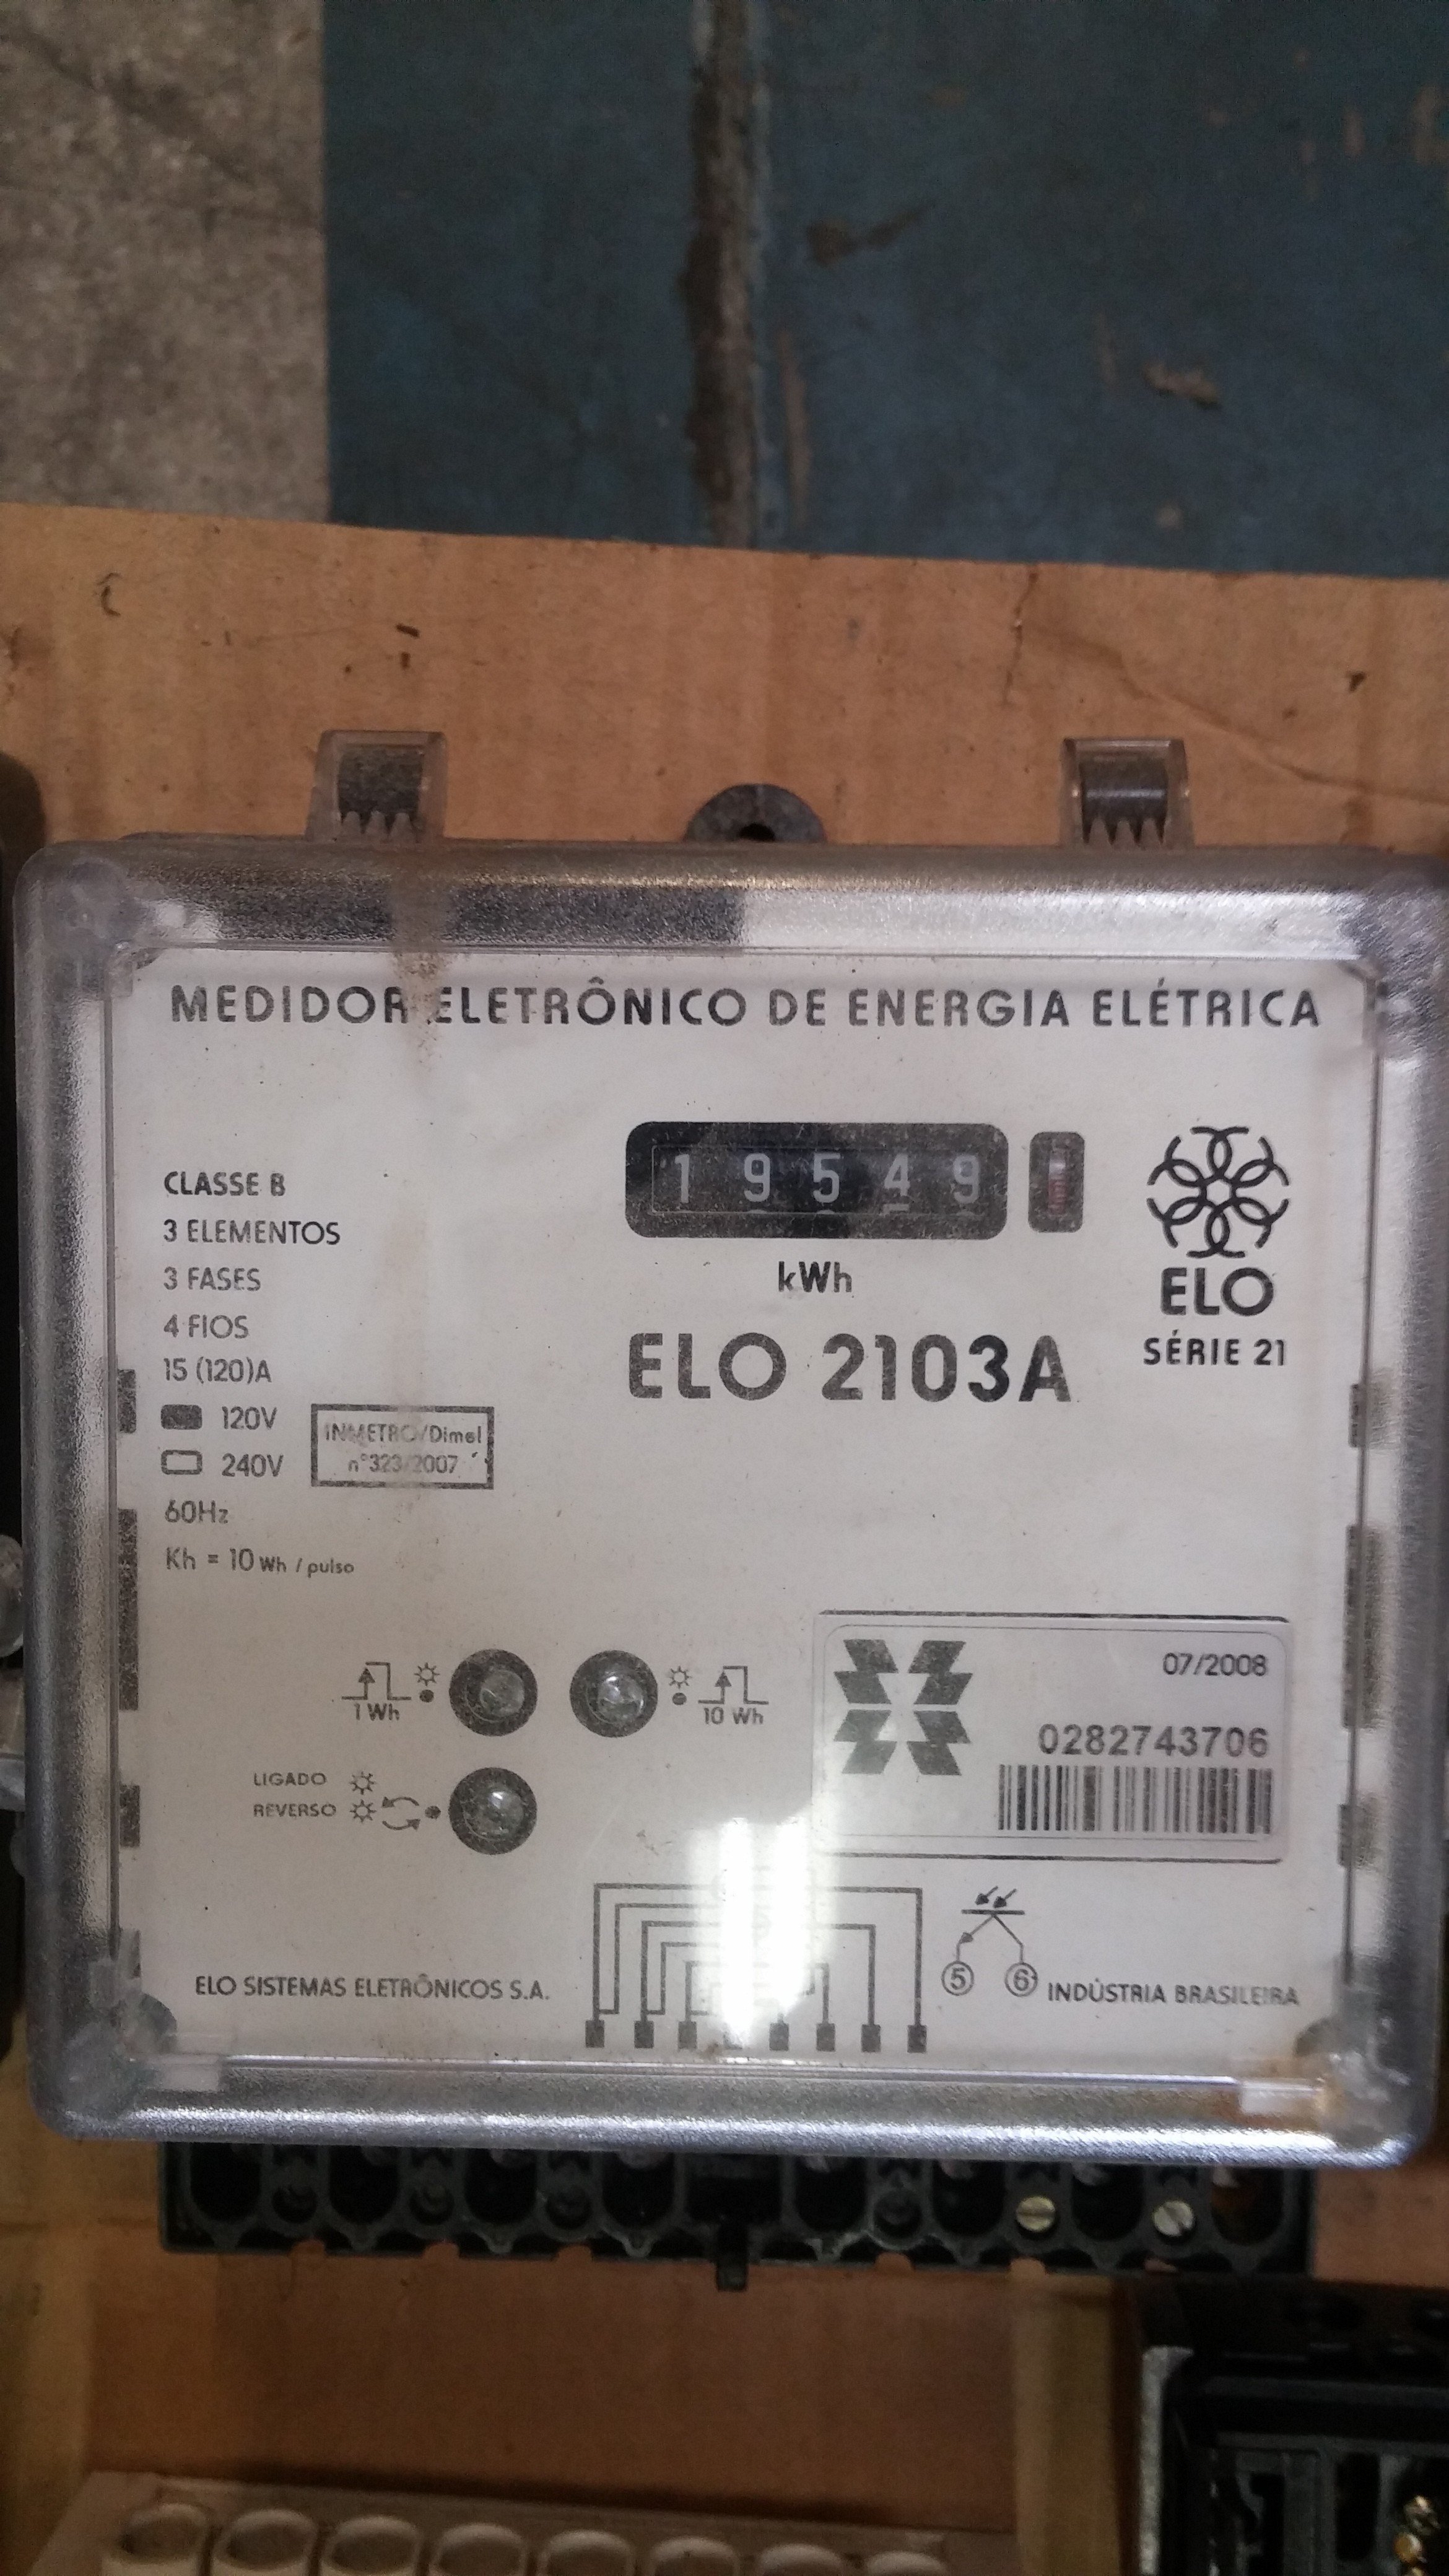 MEDIDOR ELETRÔNICO DE ENERGIA ELÉTRICA
19549
kWh
ELO 2103A
ELO
SÉRIE 21
CLASSE B
3 ELEMENTOS
3 FASES
4 FIOS
15 (120)A
120V
240V
INMETRO/Dimel
nº323/2007
60Hz
Kh = 10 Wh / pulso
1 Wh
10 Wh
LIGADO
REVERSO
07/2008
0282743706
5 6
ELO SISTEMAS ELETRÔNICOS S.A.
INDÚSTRIA BRASILEIRA